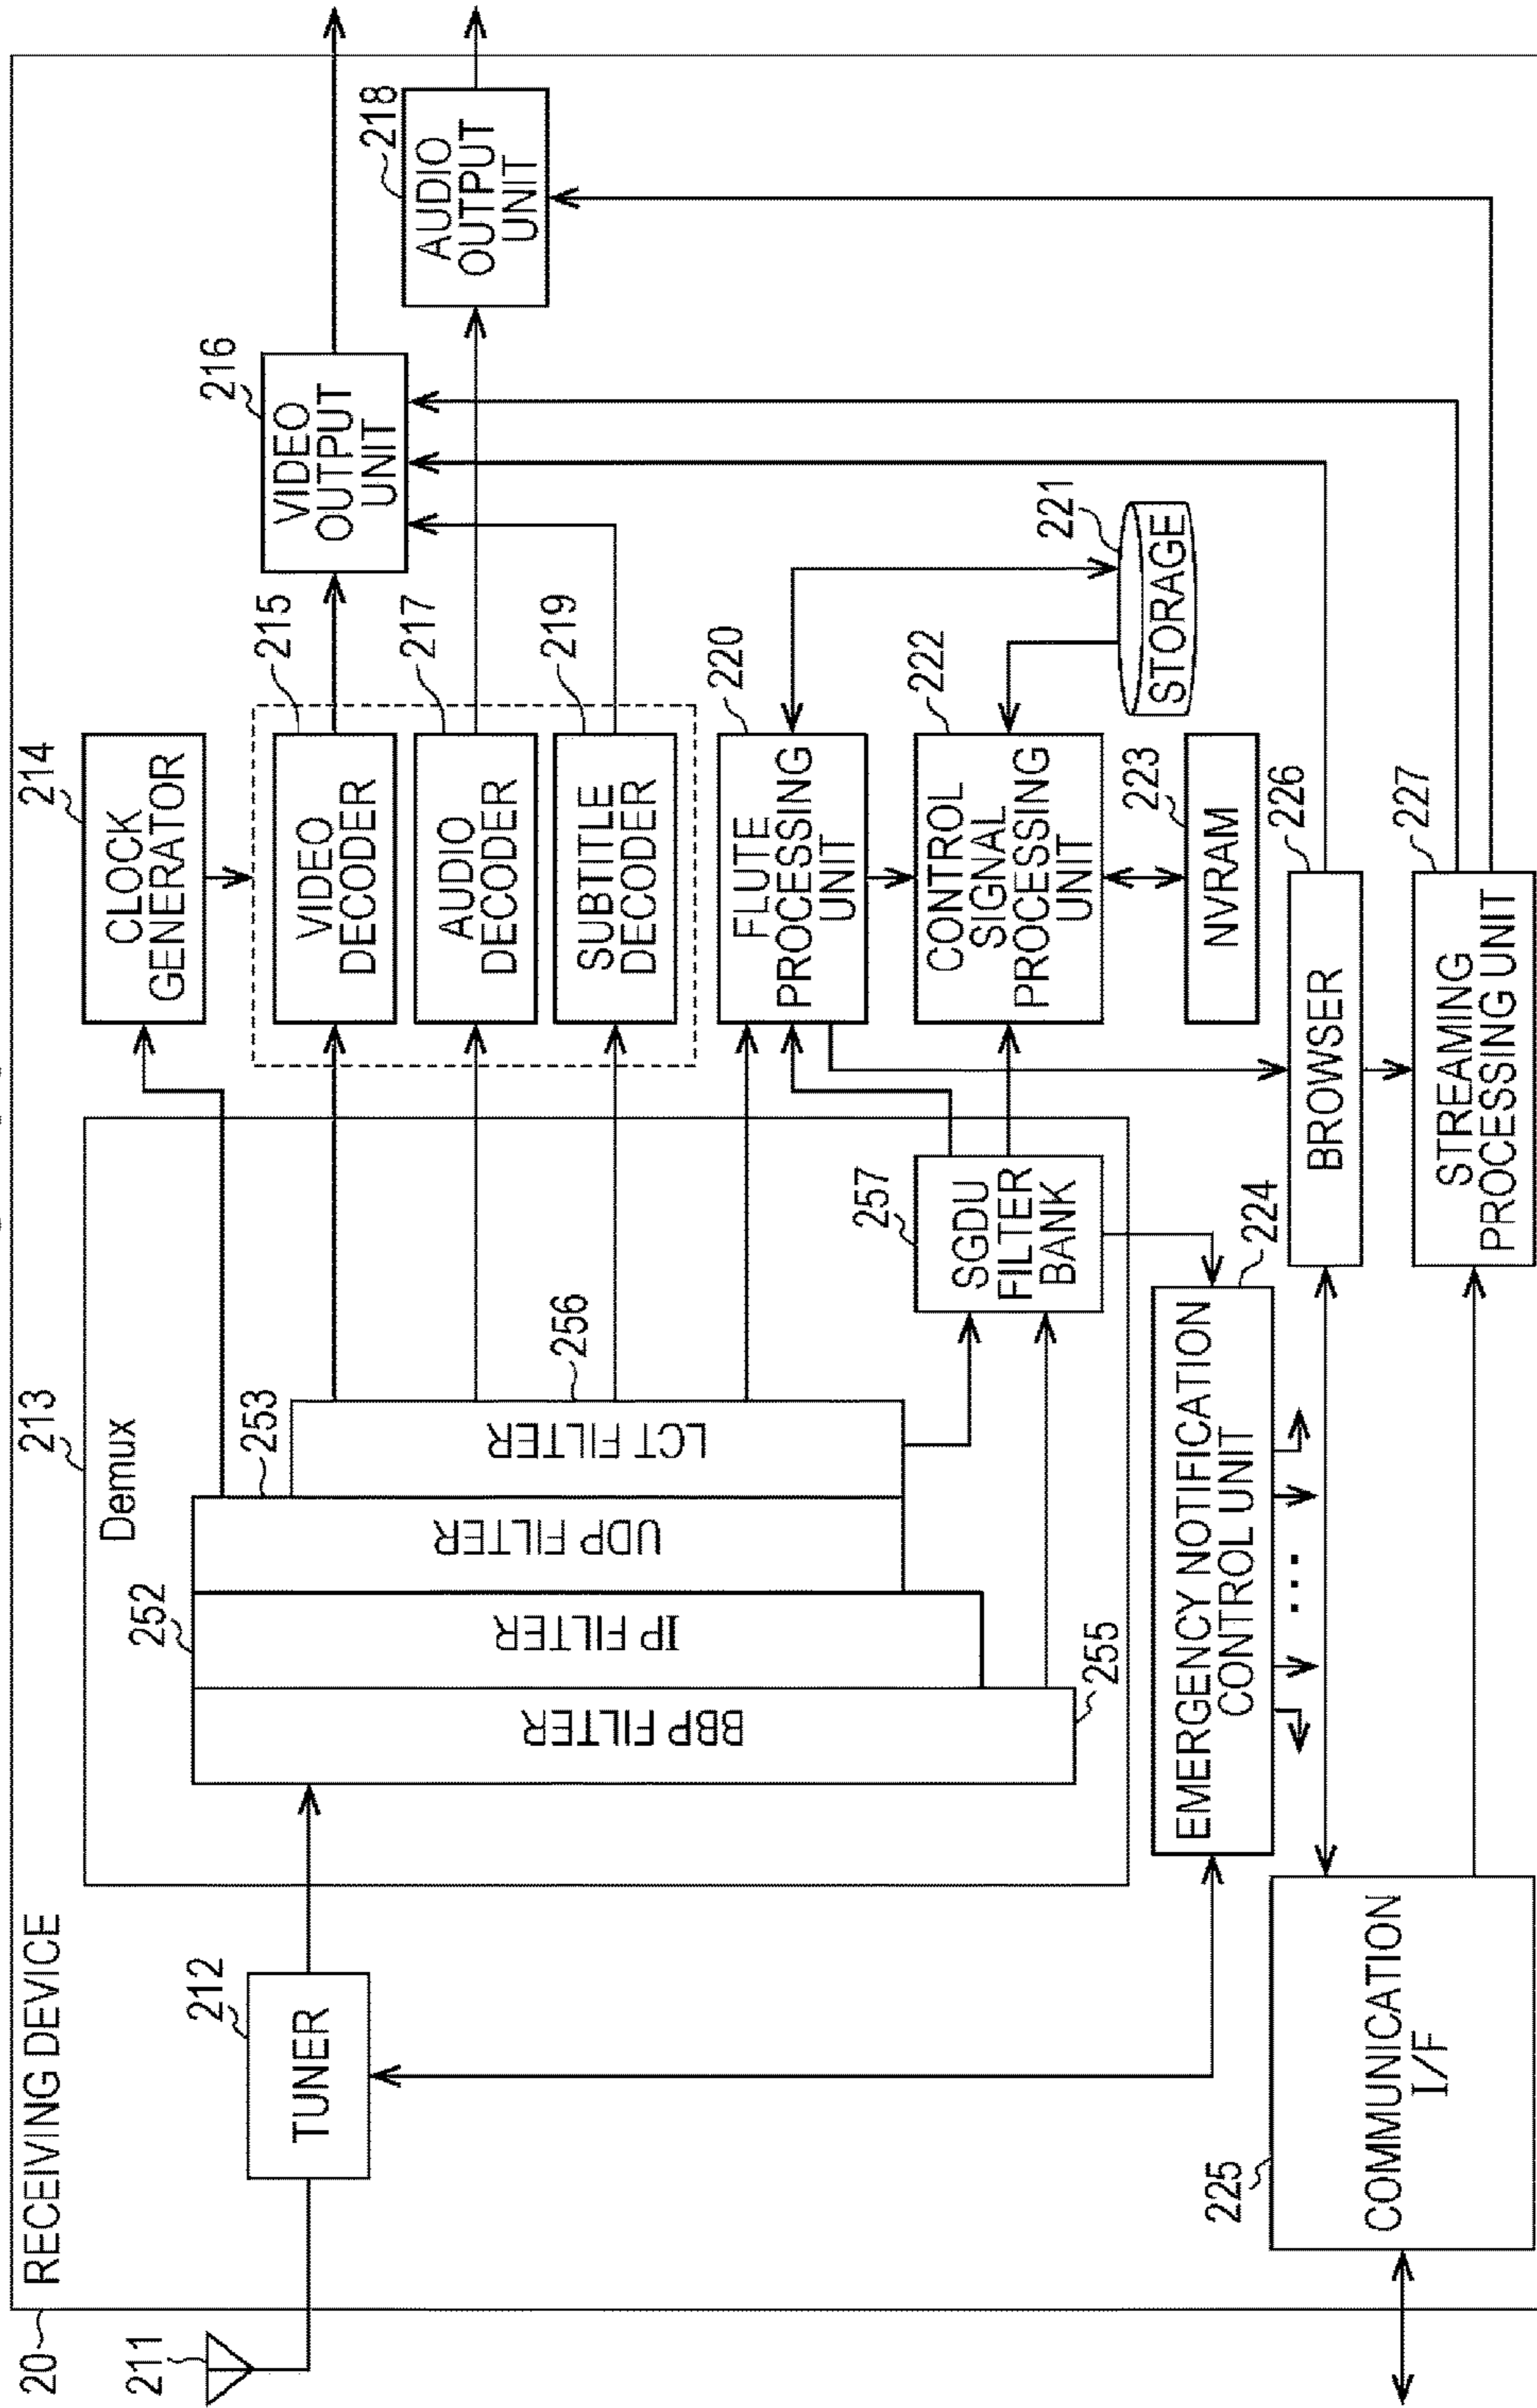 20
RECEIVING DEVICE
211
212
TUNER
213
Demux
252
253
BBP FILTER
IP FILTER
UDP FILTER
LCT FILTER
255
256
257
SGDU
FILTER
BANK
214
CLOCK
GENERATOR
215
VIDEO
DECODER
217
AUDIO
DECODER
219
SUBTITLE
DECODER
216
VIDEO
OUTPUT
UNIT
218
AUDIO
OUTPUT
UNIT
220
FLUTE
PROCESSING
UNIT
221
STORAGE
222
CONTROL
SIGNAL
PROCESSING
UNIT
223
NVRAM
224
EMERGENCY NOTIFICATION
CONTROL UNIT
...
225
COMMUNICATION
I/F
226
BROWSER
227
STREAMING
PROCESSING UNIT